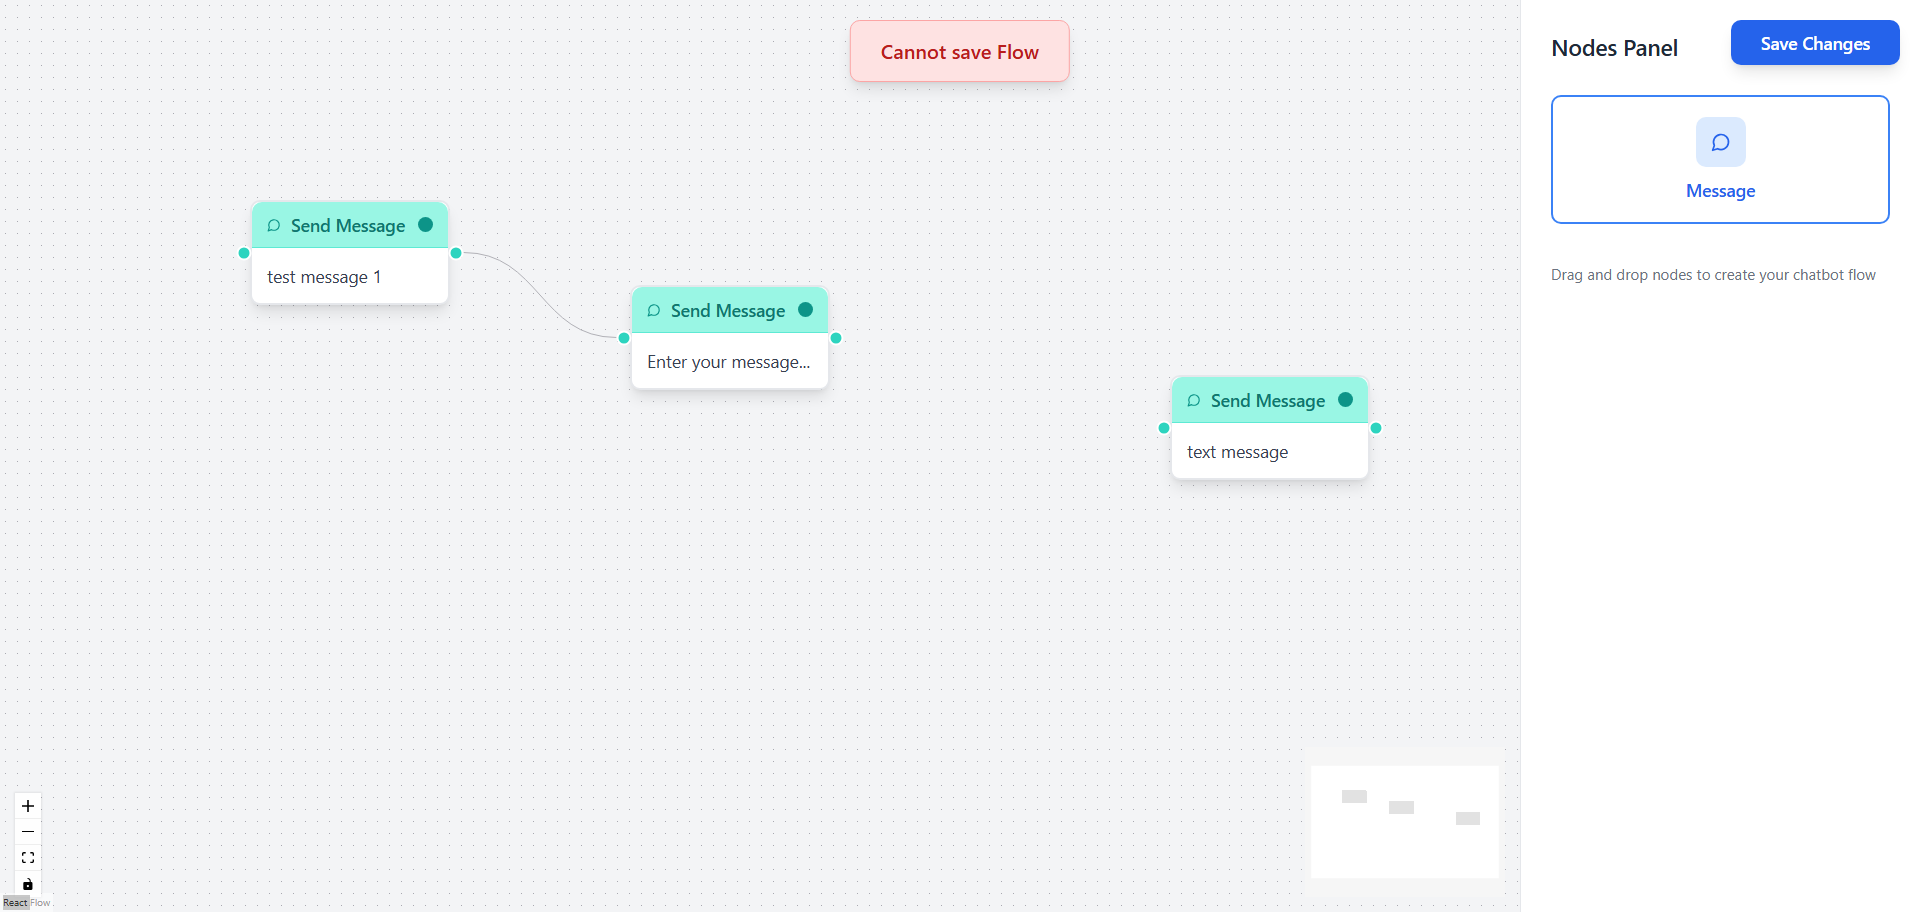 Cannot save Flow
Nodes Panel
Save Changes
Message
Drag and drop nodes to create your chatbot flow
Send Message
test message 1
Send Message
Enter your message...
Send Message
text message
React Flow